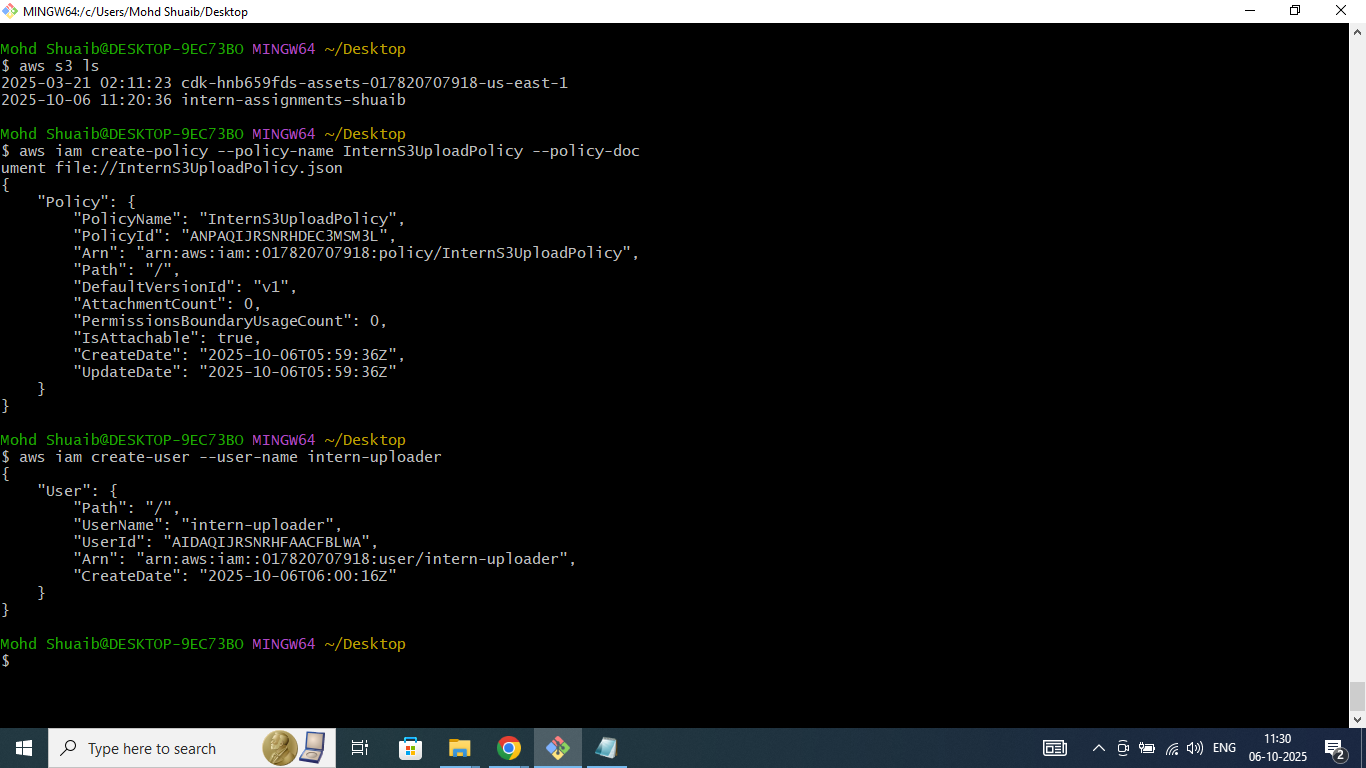 MINGW64:/c/Users/Mohd Shuaib/Desktop
Mohd Shuaib@DESKTOP-9EC73BO MINGW64 ~/Desktop
$ aws s3 ls
2025-03-21 02:11:23 cdk-hnb659fds-assets-017820707918-us-east-1
2025-10-06 11:20:36 intern-assignments-shuaib
Mohd Shuaib@DESKTOP-9EC73BO MINGW64 ~/Desktop
$ aws iam create-policy --policy-name InternS3UploadPolicy --policy-doc
ument file://InternS3UploadPolicy.json
{
    "Policy": {
        "PolicyName": "InternS3UploadPolicy",
        "PolicyId": "ANPAQIJRSNRHDEC3MSM3L",
        "Arn": "arn:aws:iam::017820707918:policy/InternS3UploadPolicy",
        "Path": "/",
        "DefaultVersionId": "v1",
        "AttachmentCount": 0,
        "PermissionsBoundaryUsageCount": 0,
        "IsAttachable": true,
        "CreateDate": "2025-10-06T05:59:36Z",
        "UpdateDate": "2025-10-06T05:59:36Z"
    }
}
Mohd Shuaib@DESKTOP-9EC73BO MINGW64 ~/Desktop
$ aws iam create-user --user-name intern-uploader
{
    "User": {
        "Path": "/",
        "UserName": "intern-uploader",
        "UserId": "AIDAQIJRSNRHFAACFBLWA",
        "Arn": "arn:aws:iam::017820707918:user/intern-uploader",
        "CreateDate": "2025-10-06T06:00:16Z"
    }
}
Mohd Shuaib@DESKTOP-9EC73BO MINGW64 ~/Desktop
$
Type here to search
ENG
11:30
06-10-2025
2